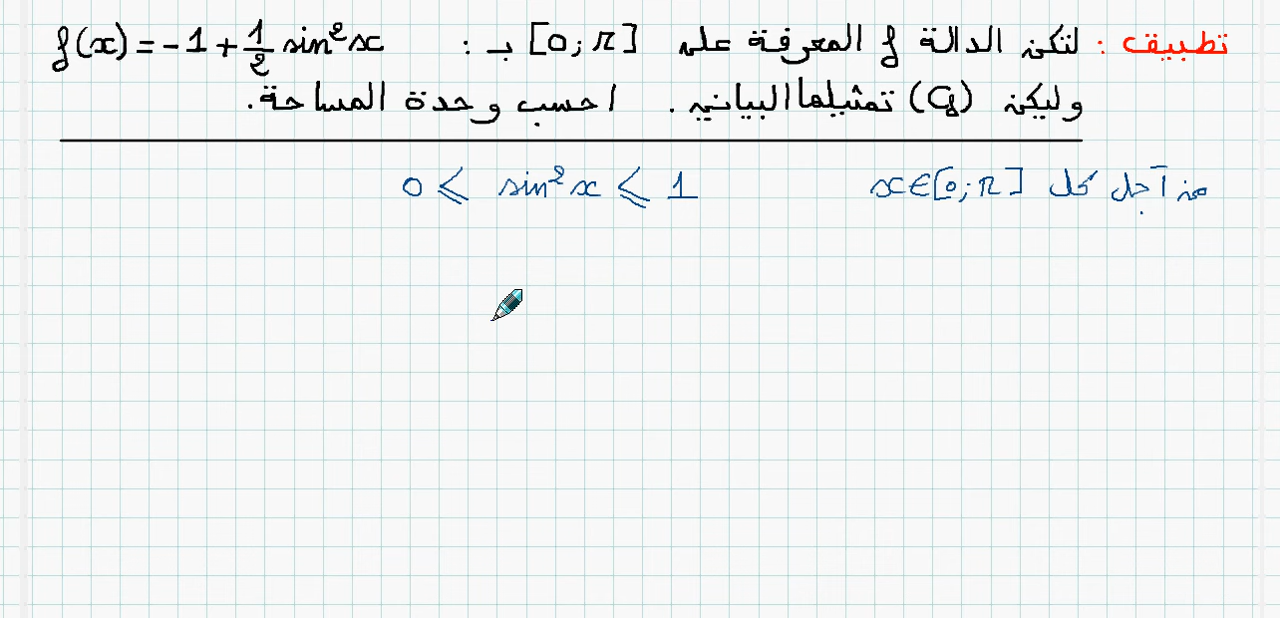 تطبيق : لتكن الدالة f المعرفة على [0;π] بـ : f(x) = -1 + 1/2 sin²x
وليكن (Cf) تمثيلها البياني . احسب وحدة المساحة.
من آجل كل x∈[0;π] 0 ⩽ sin²x ⩽ 1